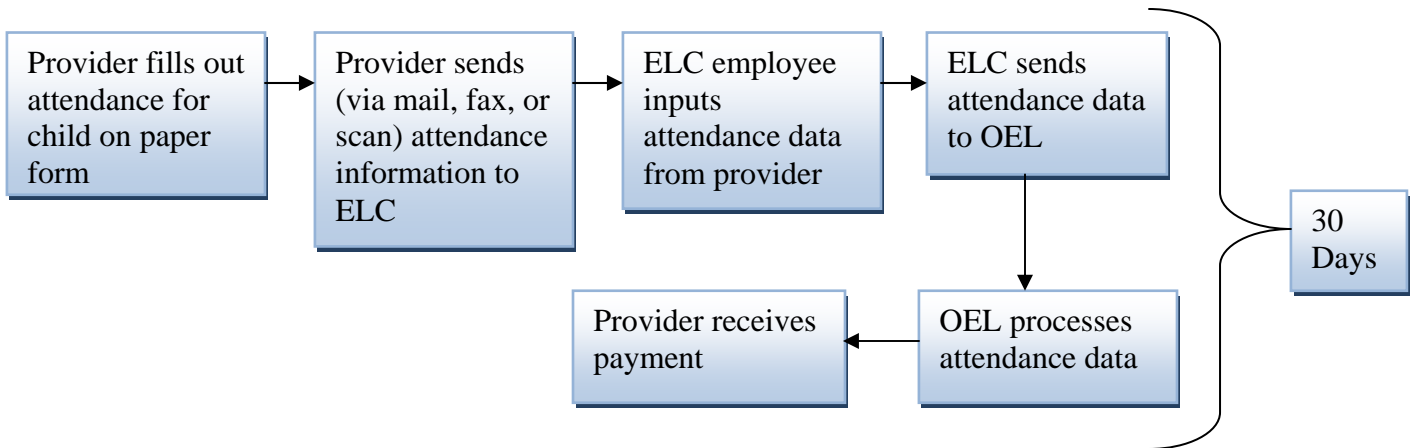 Provider fills out
attendance for
child on paper
form
Provider sends
(via mail, fax, or
scan) attendance
information to
ELC
ELC employee
inputs
attendance data
from provider
ELC sends
attendance data
to OEL
30
Days
OEL processes
attendance data
Provider receives
payment